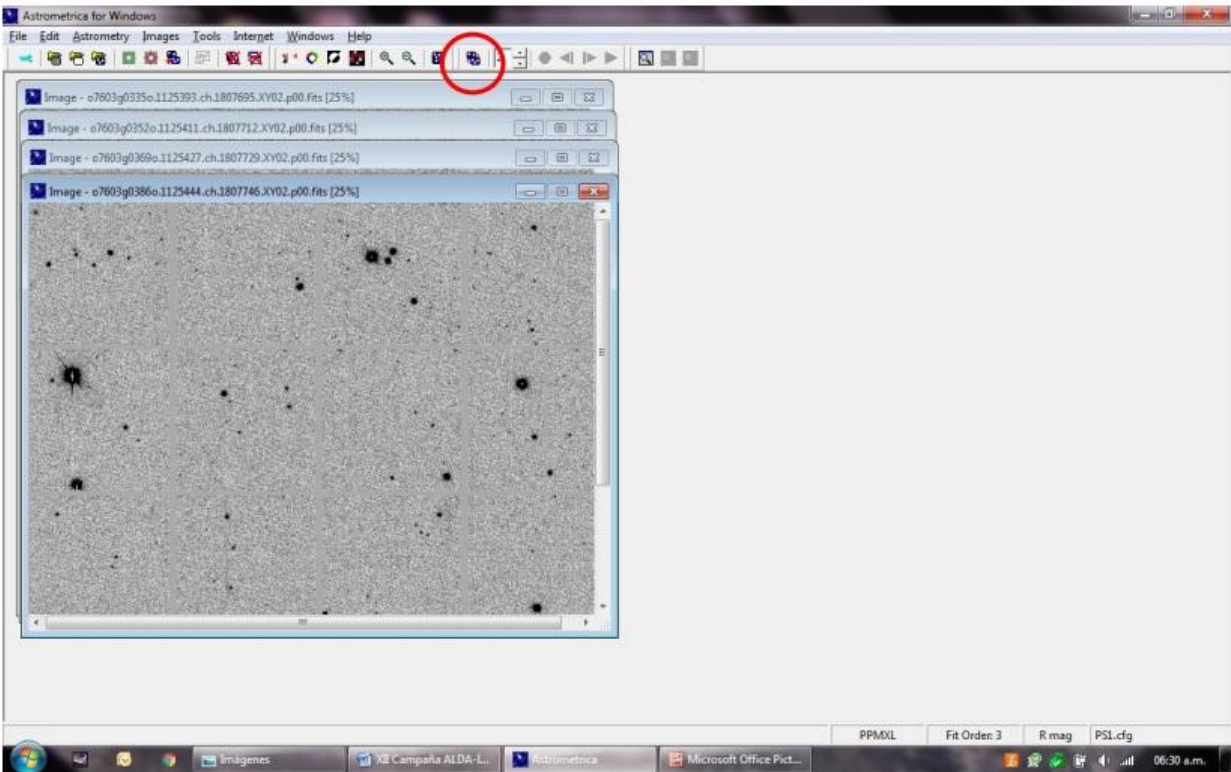 Astrometrica for Windows
File Edit Astrometry Images Tools Internet Windows Help
Image - o7603g0335o.1125393.ch.1807695.XY02.p00.fits [25%]
Image - o7603g0352o.1125411.ch.1807712.XY02.p00.fits [25%]
Image - o7603g0369o.1125427.ch.1807729.XY02.p00.fits [25%]
Image - o7603g0386o.1125444.ch.1807746.XY02.p00.fits [25%]
PPMXL Fit Order: 3 R mag PS1.cfg
Imágenes XII Campaña ALDA-I... Astrometrica Microsoft Office Pict... 06:30 a.m.